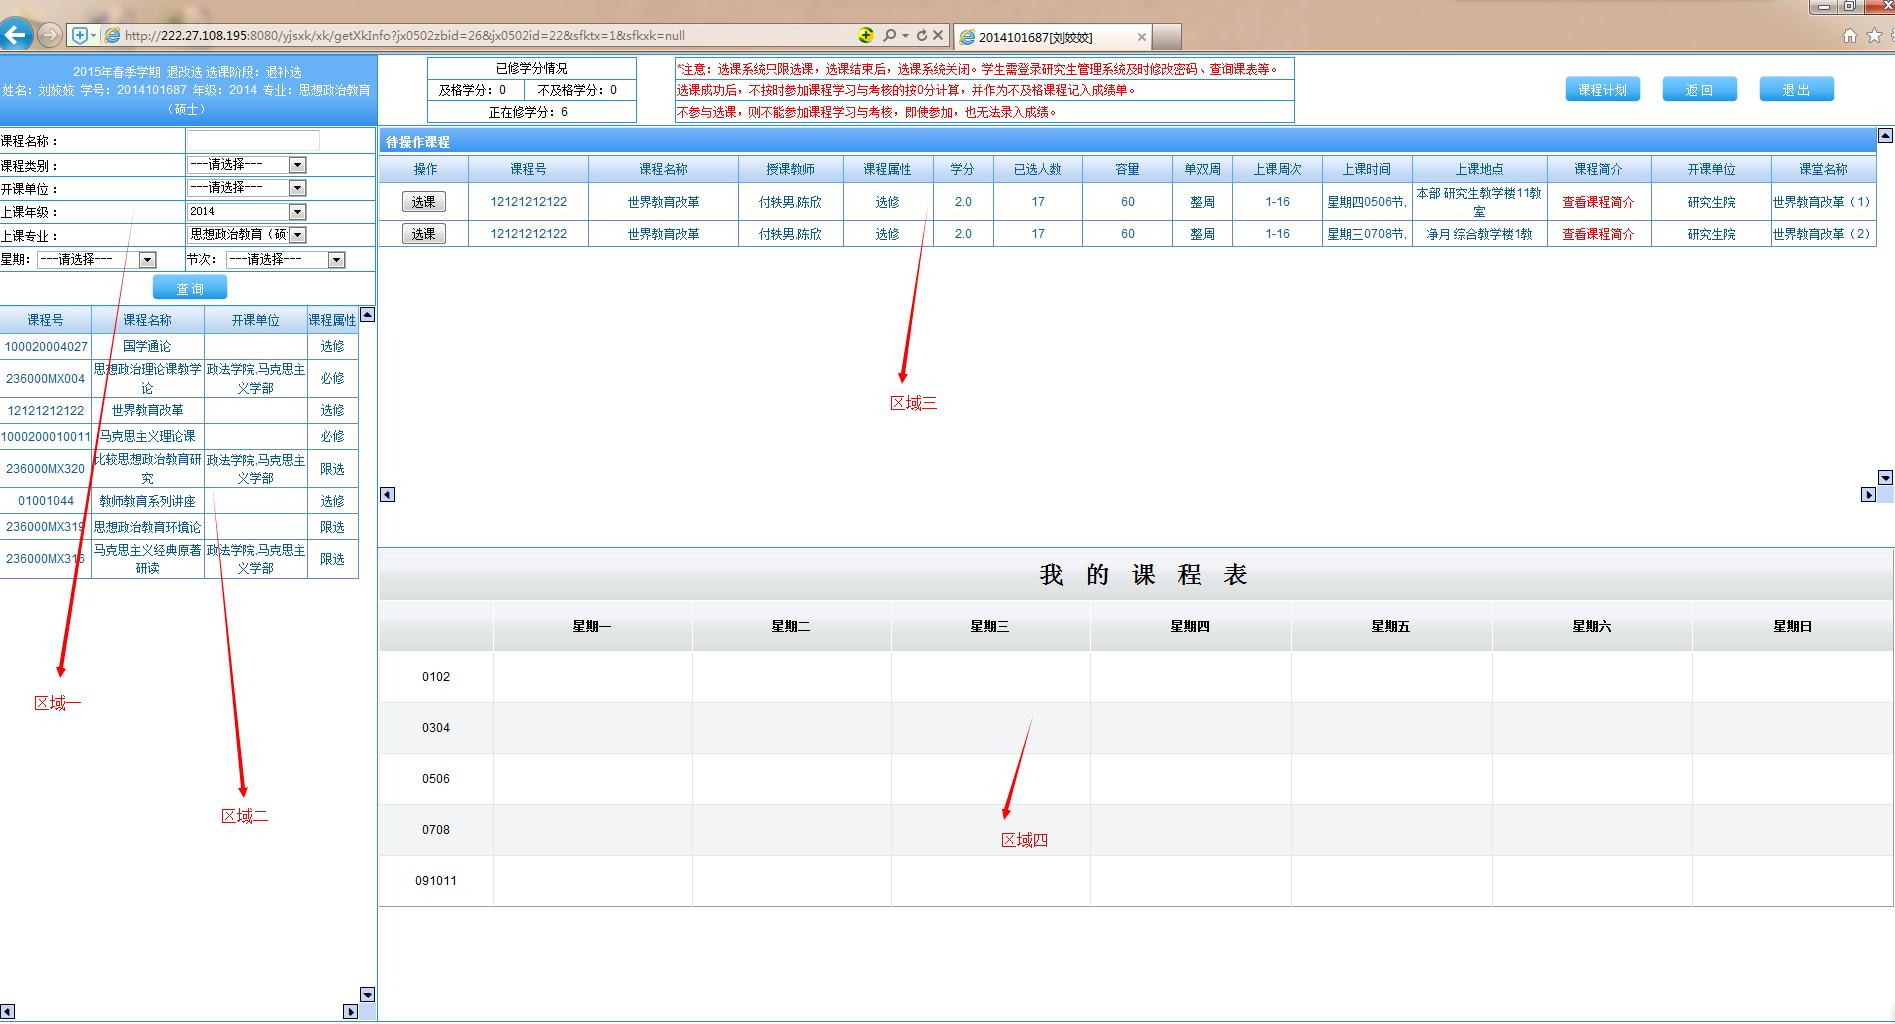 http://222.27.108.195:8080/yjsxk/xk/getXkInfo?jx0502zbid=26&jx0502id=22&sfktx=1&sfkxk=null
2014101687[刘姣姣]
2015年春季学期 退改选 选课阶段：退补选
姓名：刘姣姣 学号：2014101687 年级：2014 专业：思想政治教育
（硕士）
已修学分情况
及格学分：0 不及格学分：0
正在修学分：6
*注意：选课系统只限选课，选课结束后，选课系统关闭。学生需登录研究生管理系统及时修改密码、查询课表等。
选课成功后，不按时参加课程学习与考核的按0分计算，并作为不及格课程记入成绩单。
不参与选课，则不能参加课程学习与考核，即使参加，也无法录入成绩。
课程计划 返回 退出
课程名称：
课程类别： ---请选择---
开课单位： ---请选择---
上课年级： 2014
上课专业： 思想政治教育（硕
星期： ---请选择--- 节次： ---请选择---
查询
课程号 课程名称 开课单位 课程属性
100020004027 国学通论 选修
236000MX004 思想政治理论课教学论 政法学院,马克思主义学部 必修
12121212122 世界教育改革 选修
1000200010011 马克思主义理论课 必修
236000MX320 比较思想政治教育研究 政法学院,马克思主义学部 限选
01001044 教师教育系列讲座 选修
236000MX319 思想政治教育环境论 限选
236000MX316 马克思主义经典原著研读 政法学院,马克思主义学部 限选
区域一
区域二
待操作课程
操作 课程号 课程名称 授课教师 课程属性 学分 已选人数 容量 单双周 上课周次 上课时间 上课地点 课程简介 开课单位 课堂名称
选课 12121212122 世界教育改革 付轶男,陈欣 选修 2.0 17 60 整周 1-16 星期四0506节, 本部 研究生教学楼11教室 查看课程简介 研究生院 世界教育改革（1）
选课 12121212122 世界教育改革 付轶男,陈欣 选修 2.0 17 60 整周 1-16 星期三0708节, 净月 综合教学楼1教 查看课程简介 研究生院 世界教育改革（2）
区域三
我的课程表
星期一 星期二 星期三 星期四 星期五 星期六 星期日
0102
0304
0506
0708
091011
区域四